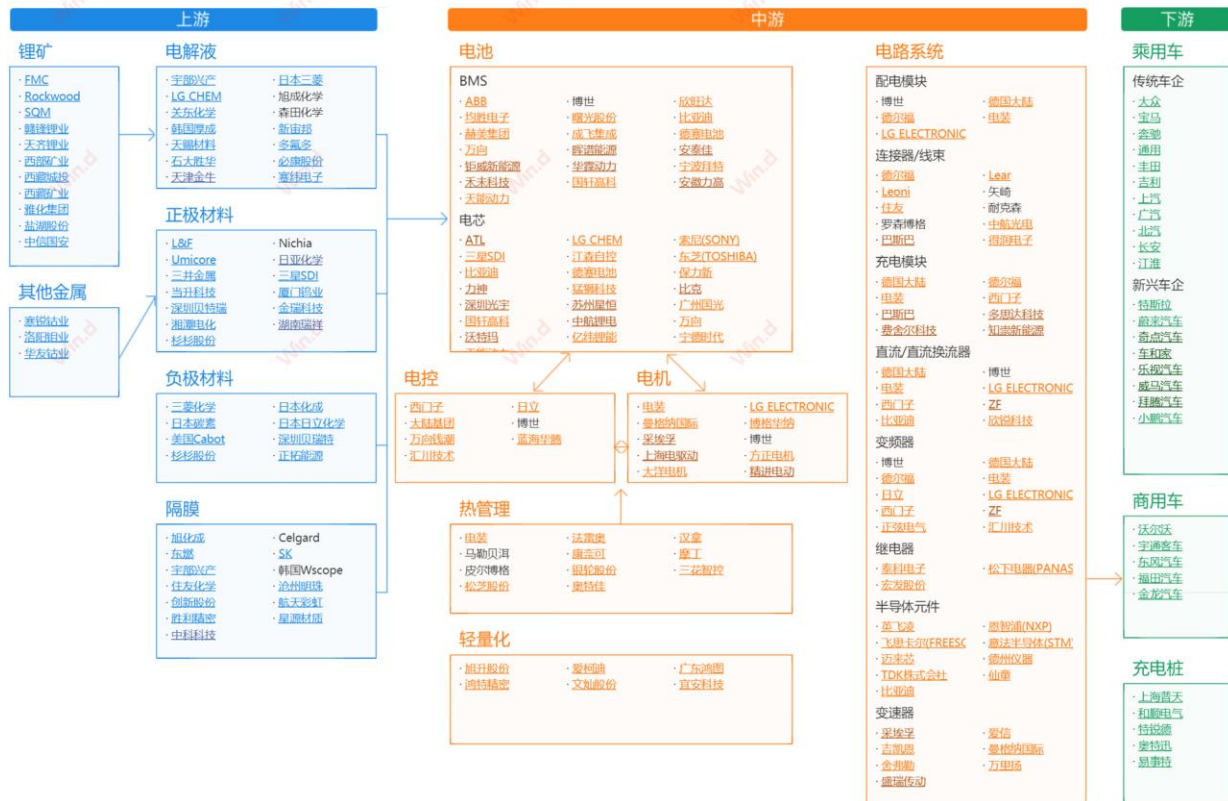 上游
锂矿
· FMC
· Rockwood
· SQM
· 赣锋锂业
· 天齐锂业
· 西部矿业
· 西藏城投
· 西藏矿业
· 雅化集团
· 盐湖股份
· 中信国安
其他金属
· 寒锐钴业
· 洛阳钼业
· 华友钴业
电解液
· 宇部兴产 · 日本三菱
· LG CHEM · 旭成化学
· 关东化学 · 森田化学
· 韩国厚成 · 新宙邦
· 天赐材料 · 多氟多
· 石大胜华 · 必康股份
· 天津金牛 · 赛纬电子
正极材料
· L&F · Nichia
· Umicore · 日亚化学
· 三井金属 · 三星SDI
· 当升科技 · 厦门钨业
· 深圳贝特瑞 · 金瑞科技
· 湘潭电化 · 湖南瑞祥
· 杉杉股份
负极材料
· 三菱化学 · 日本化成
· 日本碳素 · 日本日立化学
· 美国Cabot · 深圳贝瑞特
· 杉杉股份 · 正拓能源
隔膜
· 旭化成 · Celgard
· 东燃 · SK
· 宇部兴产 · 韩国Wscope
· 住友化学 · 沧州明珠
· 创新股份 · 航天彩虹
· 胜利精密 · 星源材质
· 中科科技
中游
电池
BMS
· ABB · 博世 · 欣旺达
· 均胜电子 · 曙光股份 · 比亚迪
· 赫美集团 · 成飞集成 · 德赛电池
· 万向 · 晖谱能源 · 安泰佳
· 钜威新能源 · 华霆动力 · 宁波拜特
· 禾未科技 · 国轩高科 · 安徽力高
· 天能动力
电芯
· ATL · LG CHEM · 索尼(SONY)
· 三星SDI · 江森自控 · 东芝(TOSHIBA)
· 比亚迪 · 德赛电池 · 保力新
· 力神 · 猛狮科技 · 比克
· 深圳光宇 · 苏州星恒 · 广州国光
· 国轩高科 · 中航锂电 · 万向
· 沃特玛 · 亿纬锂能 · 宁德时代
电控
· 西门子 · 日立
· 大陆基团 · 博世
· 万向钱潮 · 蓝海华腾
· 汇川技术
电机
· 电装 · LG ELECTRONIC
· 曼格纳国际 · 博格华纳
· 采埃孚 · 博世
· 上海电驱动 · 方正电机
· 大洋电机 · 精进电动
热管理
· 电装 · 法雷奥 · 汉拿
· 马勒贝洱 · 康奈可 · 摩丁
· 皮尔博格 · 银轮股份 · 三花智控
· 松芝股份 · 奥特佳
轻量化
· 旭升股份 · 爱柯迪 · 广东鸿图
· 鸿特精密 · 文灿股份 · 宜安科技
电路系统
配电模块
· 博世 · 德国大陆
· 德尔福 · 电装
· LG ELECTRONIC
连接器/线束
· 德尔福 · Lear
· Leoni · 矢崎
· 住友 · 耐克森
· 罗森博格 · 中航光电
· 巴斯巴 · 得润电子
充电模块
· 德国大陆 · 德尔福
· 电装 · 西门子
· 巴斯巴 · 多思达科技
· 费舍尔科技 · 知崇新能源
直流/直流换流器
· 德国大陆 · 博世
· 电装 · LG ELECTRONIC
· 西门子 · ZF
· 比亚迪 · 欣锐科技
变频器
· 博世 · 德国大陆
· 德尔福 · 电装
· 日立 · LG ELECTRONIC
· 西门子 · ZF
· 正弦电气 · 汇川技术
继电器
· 泰科电子 · 松下电器(PANAS
· 宏发股份
半导体元件
· 英飞凌 · 恩智浦(NXP)
· 飞思卡尔(FREESC · 意法半导体(STM)
· 迈来芯 · 德州仪器
· TDK株式会社 · 仙童
· 比亚迪
变速器
· 采埃孚 · 爱信
· 吉凯恩 · 曼格纳国际
· 舍弗勒 · 万里扬
· 盛瑞传动
下游
乘用车
传统车企
· 大众
· 宝马
· 奔驰
· 通用
· 丰田
· 吉利
· 上汽
· 广汽
· 北汽
· 长安
· 江淮
新兴车企
· 特斯拉
· 蔚来汽车
· 奇点汽车
· 车和家
· 乐视汽车
· 威马汽车
· 拜腾汽车
· 小鹏汽车
商用车
· 沃尔沃
· 宇通客车
· 东风汽车
· 福田汽车
· 金龙汽车
充电桩
· 上海普天
· 和顺电气
· 特锐德
· 奥特迅
· 易事特
Win.d
Win.d
Win.d
Win.d
Win.d